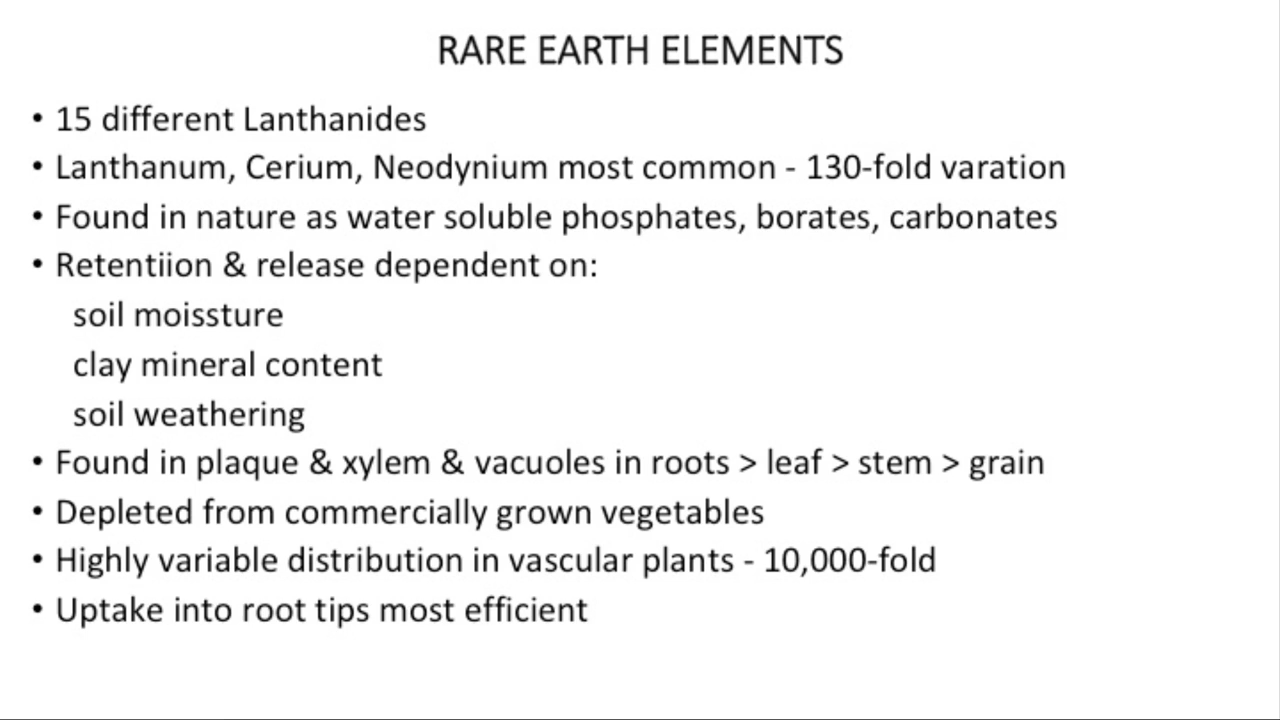 RARE EARTH ELEMENTS
• 15 different Lanthanides
• Lanthanum, Cerium, Neodynium most common - 130-fold varation
• Found in nature as water soluble phosphates, borates, carbonates
• Retentiion & release dependent on:
soil moissture
clay mineral content
soil weathering
• Found in plaque & xylem & vacuoles in roots > leaf > stem > grain
• Depleted from commercially grown vegetables
• Highly variable distribution in vascular plants - 10,000-fold
• Uptake into root tips most efficient